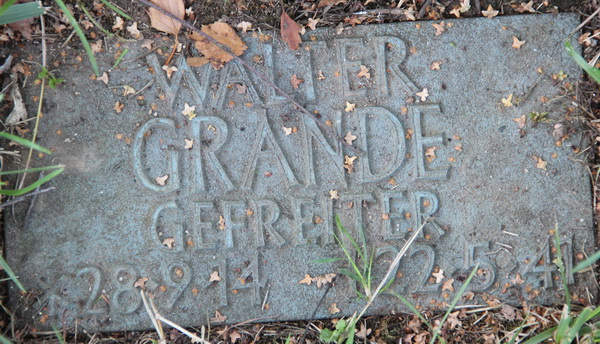 WALTER
GRANDE
GEFREITER
* 28·9·14 † 22·5·41